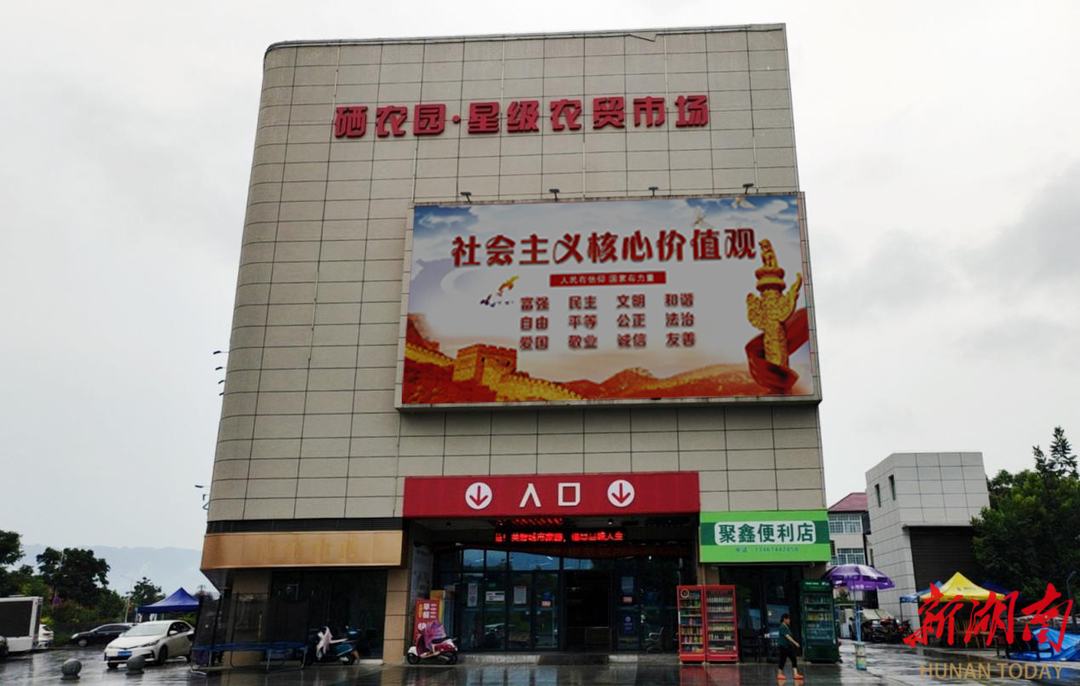 硒农园·星级农贸市场
社会主义核心价值观
人民有信仰 国家有力量
富强 民主 文明 和谐
自由 平等 公正 法治
爱国 敬业 诚信 友善
入口
聚鑫便利店
新湖南
HUNAN TODAY